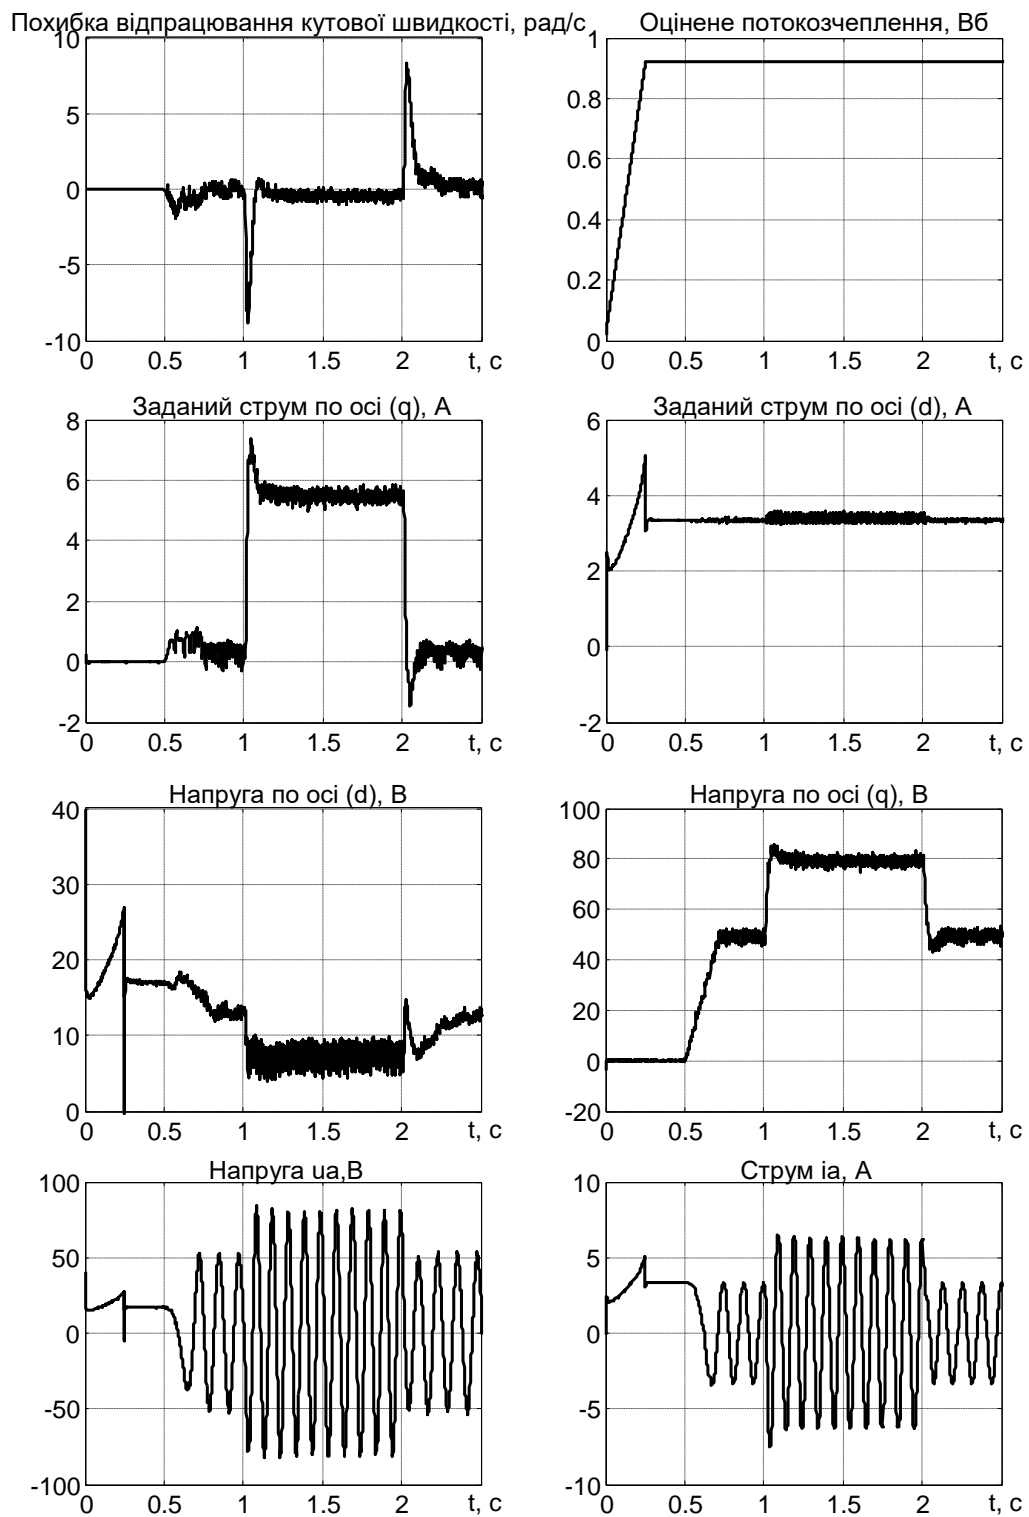 Похибка відпрацювання кутової швидкості, рад/с
Оцінене потокозчеплення, Вб
10
5
0
-5
-10
0 0.5 1 1.5 2 t, с
1
0.8
0.6
0.4
0.2
0
0 0.5 1 1.5 2 t, с
Заданий струм по осі (q), А
Заданий струм по осі (d), А
8
6
4
2
0
-2
0 0.5 1 1.5 2 t, с
6
4
2
0
-2
0 0.5 1 1.5 2 t, с
Напруга по осі (d), В
Напруга по осі (q), В
40
30
20
10
0
0 0.5 1 1.5 2 t, с
100
80
60
40
20
0
-20
0 0.5 1 1.5 2 t, с
Напруга ua,В
Струм ia, А
100
50
0
-50
-100
0 0.5 1 1.5 2 t, с
10
5
0
-5
-10
0 0.5 1 1.5 2 t, с